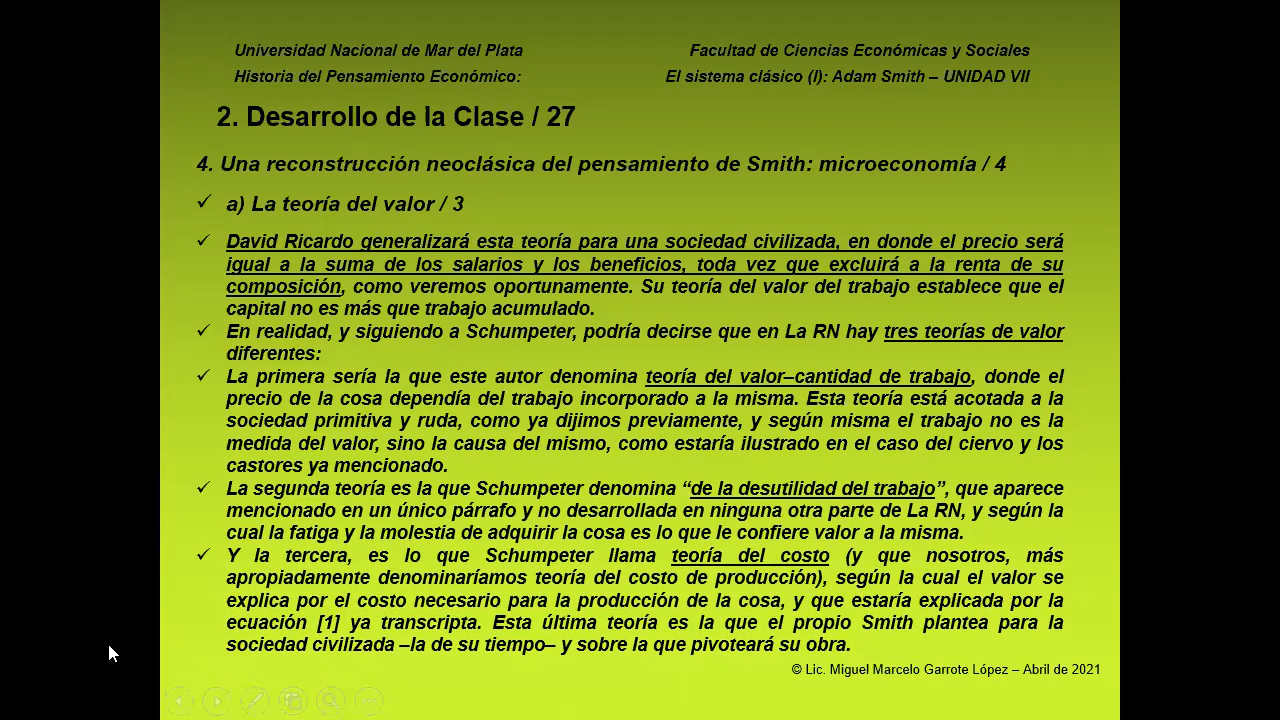 Universidad Nacional de Mar del Plata
Facultad de Ciencias Económicas y Sociales
Historia del Pensamiento Económico:
El sistema clásico (I): Adam Smith – UNIDAD VII
2. Desarrollo de la Clase / 27
4. Una reconstrucción neoclásica del pensamiento de Smith: microeconomía / 4
✓ a) La teoría del valor / 3
✓ David Ricardo generalizará esta teoría para una sociedad civilizada, en donde el precio será
igual a la suma de los salarios y los beneficios, toda vez que excluirá a la renta de su
composición, como veremos oportunamente. Su teoría del valor del trabajo establece que el
capital no es más que trabajo acumulado.
✓ En realidad, y siguiendo a Schumpeter, podría decirse que en La RN hay tres teorías de valor
diferentes:
✓ La primera sería la que este autor denomina teoría del valor–cantidad de trabajo, donde el
precio de la cosa dependía del trabajo incorporado a la misma. Esta teoría está acotada a la
sociedad primitiva y ruda, como ya dijimos previamente, y según misma el trabajo no es la
medida del valor, sino la causa del mismo, como estaría ilustrado en el caso del ciervo y los
castores ya mencionado.
✓ La segunda teoría es la que Schumpeter denomina “de la desutilidad del trabajo”, que aparece
mencionado en un único párrafo y no desarrollada en ninguna otra parte de La RN, y según la
cual la fatiga y la molestia de adquirir la cosa es lo que le confiere valor a la misma.
✓ Y la tercera, es lo que Schumpeter llama teoría del costo (y que nosotros, más
apropiadamente denominaríamos teoría del costo de producción), según la cual el valor se
explica por el costo necesario para la producción de la cosa, y que estaría explicada por la
ecuación [1] ya transcripta. Esta última teoría es la que el propio Smith plantea para la
sociedad civilizada –la de su tiempo– y sobre la que pivoteará su obra.
© Lic. Miguel Marcelo Garrote López – Abril de 2021